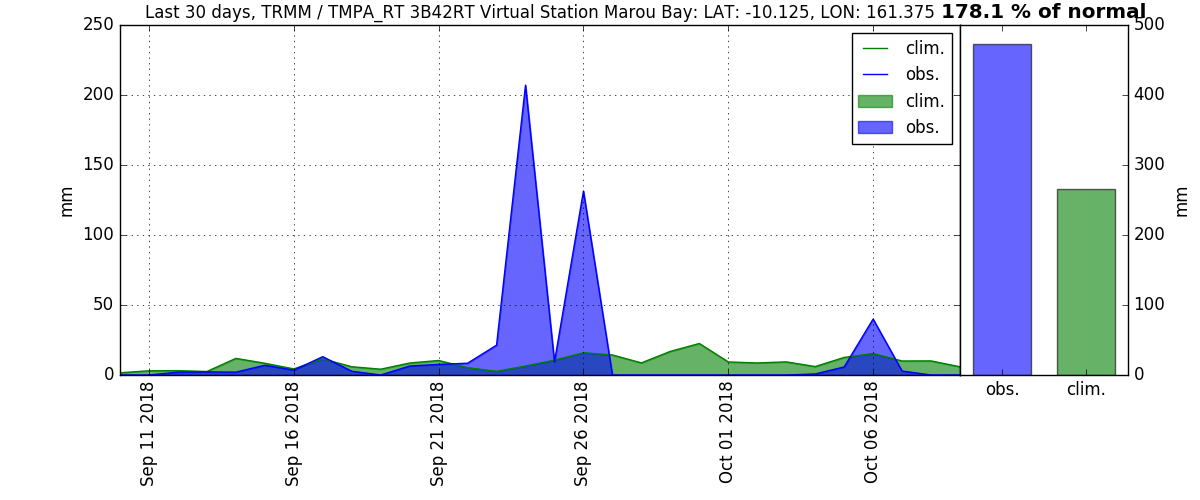 Last 30 days, TRMM / TMPA_RT 3B42RT Virtual Station Marou Bay: LAT: -10.125, LON: 161.375 178.1 % of normal
250
200
150
100
50
0
mm
clim.
obs.
clim.
obs.
Sep 11 2018
Sep 16 2018
Sep 21 2018
Sep 26 2018
Oct 01 2018
Oct 06 2018
500
400
300
200
100
0
mm
obs. clim.